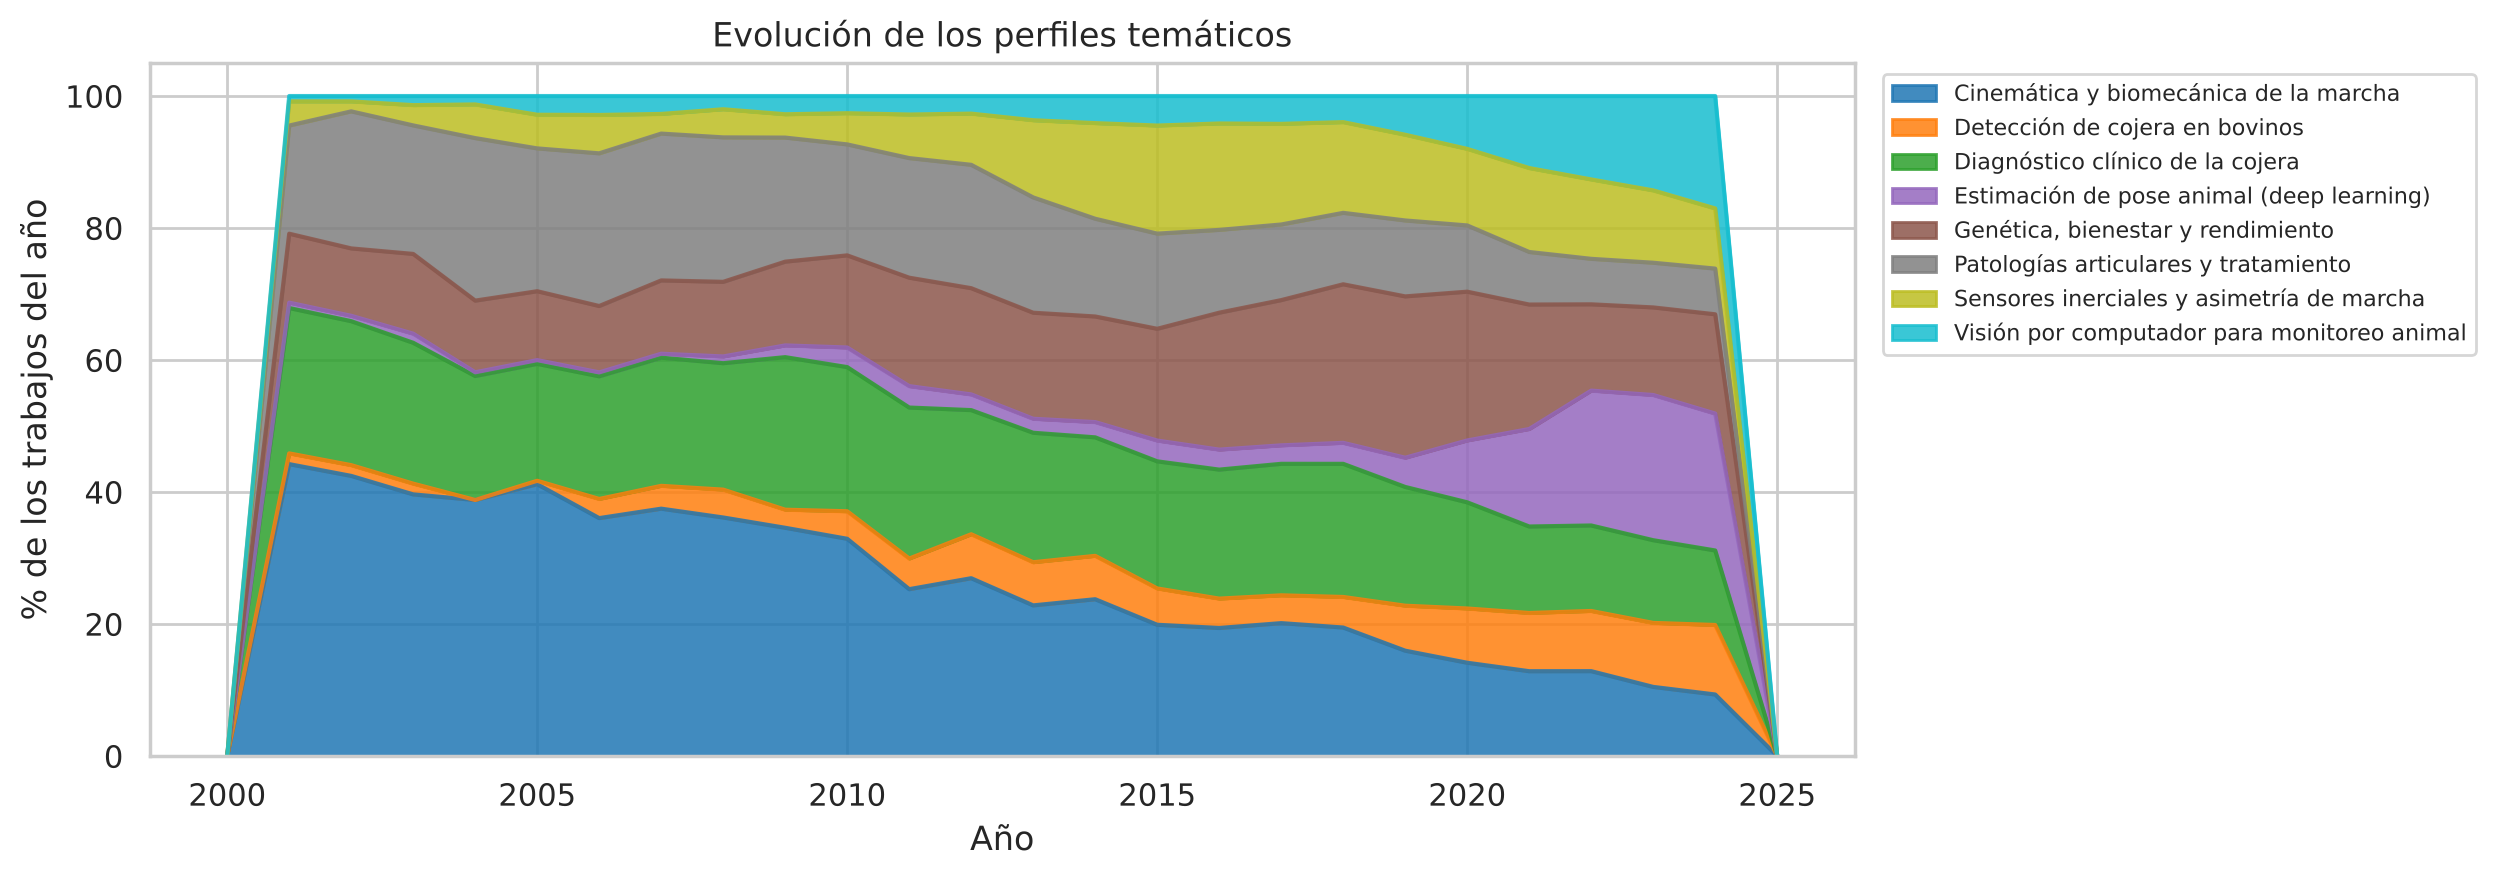 Evolución de los perfiles temáticos
% de los trabajos del año
100
80
60
40
20
0
2000 2005 2010 2015 2020 2025
Año
Cinemática y biomecánica de la marcha
Detección de cojera en bovinos
Diagnóstico clínico de la cojera
Estimación de pose animal (deep learning)
Genética, bienestar y rendimiento
Patologías articulares y tratamiento
Sensores inerciales y asimetría de marcha
Visión por computador para monitoreo animal